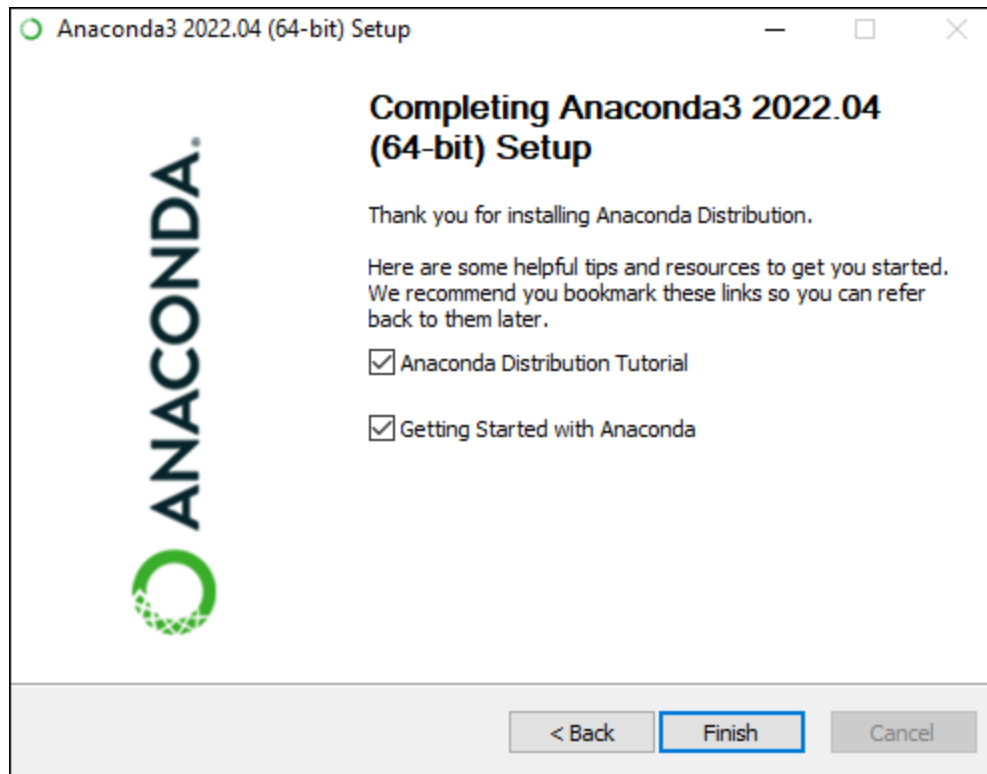 Anaconda3 2022.04 (64-bit) Setup
ANACONDA.
Completing Anaconda3 2022.04
(64-bit) Setup
Thank you for installing Anaconda Distribution.
Here are some helpful tips and resources to get you started.
We recommend you bookmark these links so you can refer
back to them later.
Anaconda Distribution Tutorial
Getting Started with Anaconda
< Back
Finish
Cancel